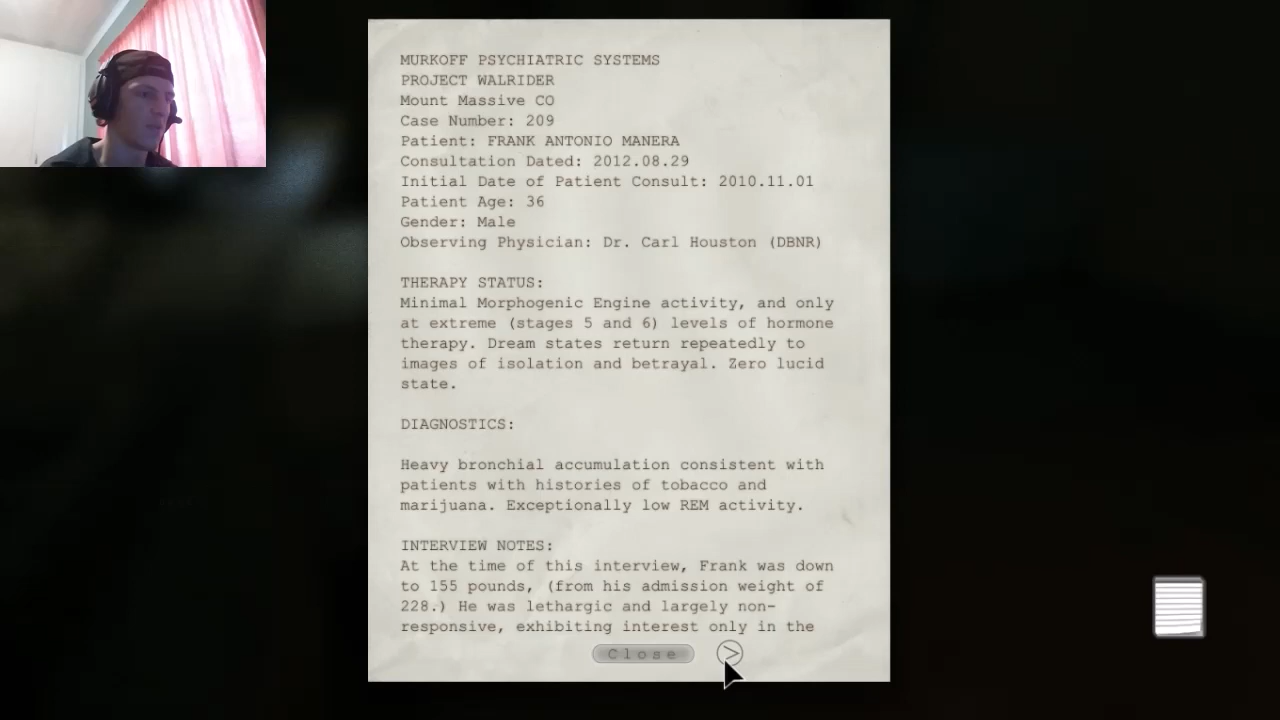 MURKOFF PSYCHIATRIC SYSTEMS
PROJECT WALRIDER
Mount Massive CO
Case Number: 209
Patient: FRANK ANTONIO MANERA
Consultation Dated: 2012.08.29
Initial Date of Patient Consult: 2010.11.01
Patient Age: 36
Gender: Male
Observing Physician: Dr. Carl Houston (DBNR)
THERAPY STATUS:
Minimal Morphogenic Engine activity, and only
at extreme (stages 5 and 6) levels of hormone
therapy. Dream states return repeatedly to
images of isolation and betrayal. Zero lucid
state.
DIAGNOSTICS:
Heavy bronchial accumulation consistent with
patients with histories of tobacco and
marijuana. Exceptionally low REM activity.
INTERVIEW NOTES:
At the time of this interview, Frank was down
to 155 pounds, (from his admission weight of
228.) He was lethargic and largely non-
responsive, exhibiting interest only in the
Close